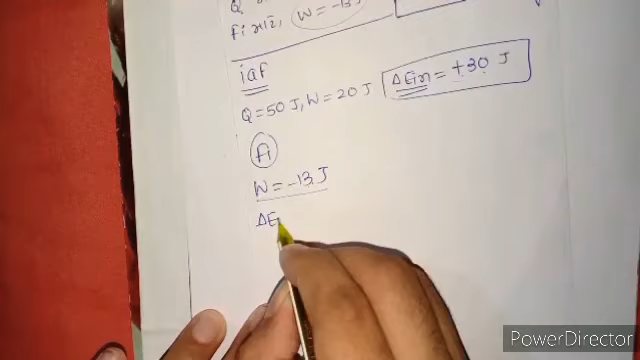 Q
fi W = -13 J
iaf
Q = 50 J, W = 20 J ΔEin = +30 J
fi
W = -13 J
ΔE
PowerDirector